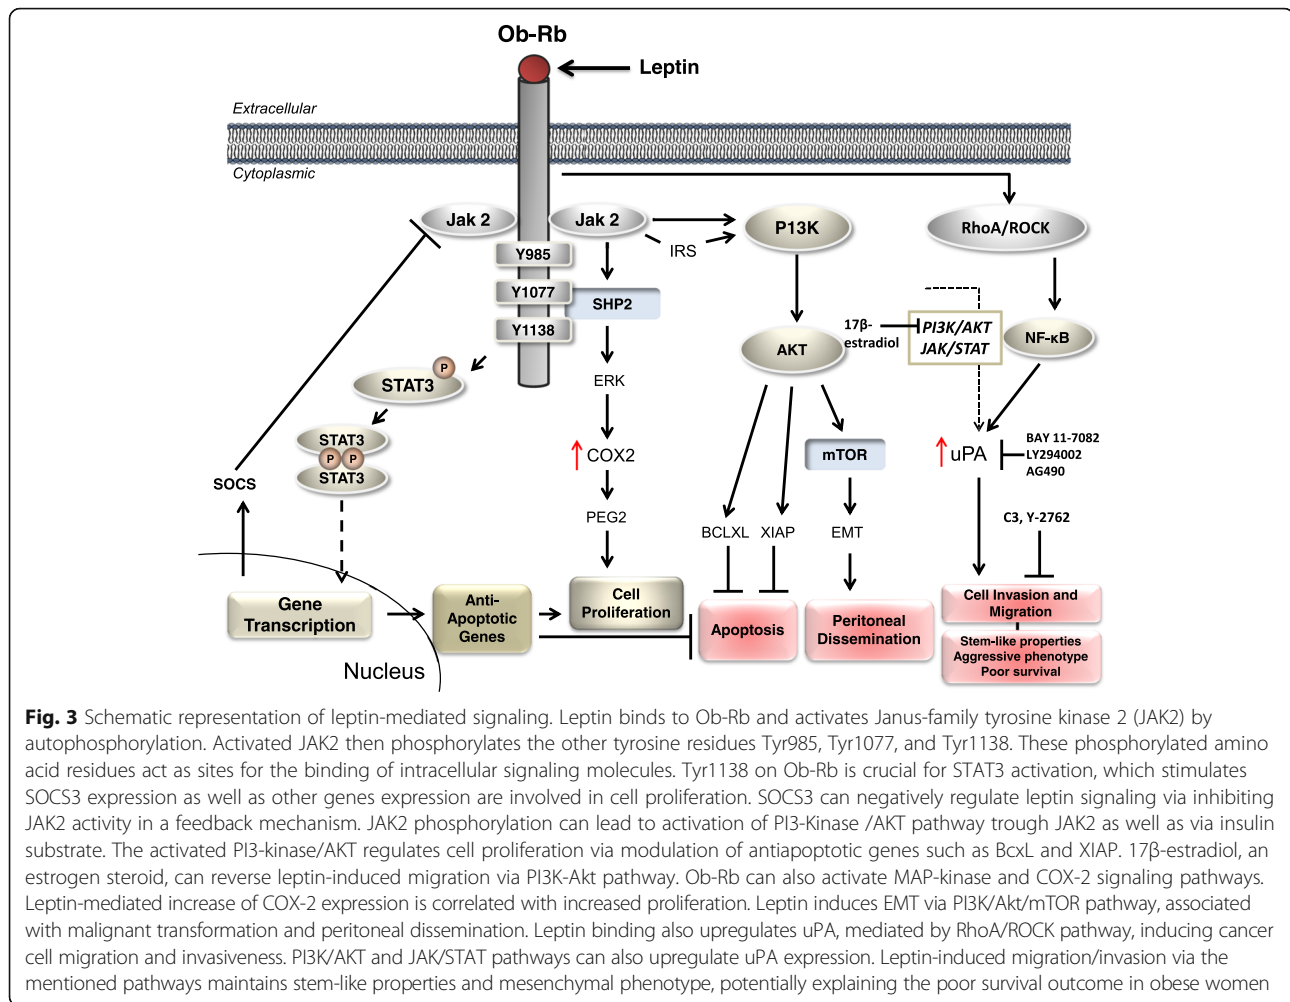 Ob-Rb
Leptin
Extracellular
Cytoplasmic
Jak 2
Jak 2
P13K
RhoA/ROCK
IRS
Y985
Y1077
SHP2
Y1138
17β-
estradiol
PI3K/AKT
JAK/STAT
NF-κB
AKT
P
STAT3
ERK
STAT3
P P
STAT3
SOCS
COX2
mTOR
uPA
BAY 11-7082
LY294002
AG490
PEG2
BCLXL
XIAP
EMT
C3, Y-2762
Gene
Transcription
Anti-
Apoptotic
Genes
Cell
Proliferation
Apoptosis
Peritoneal
Dissemination
Cell Invasion and
Migration
Stem-like properties
Aggressive phenotype
Poor survival
Nucleus
Fig. 3 Schematic representation of leptin-mediated signaling. Leptin binds to Ob-Rb and activates Janus-family tyrosine kinase 2 (JAK2) by
autophosphorylation. Activated JAK2 then phosphorylates the other tyrosine residues Tyr985, Tyr1077, and Tyr1138. These phosphorylated amino
acid residues act as sites for the binding of intracellular signaling molecules. Tyr1138 on Ob-Rb is crucial for STAT3 activation, which stimulates
SOCS3 expression as well as other genes expression are involved in cell proliferation. SOCS3 can negatively regulate leptin signaling via inhibiting
JAK2 activity in a feedback mechanism. JAK2 phosphorylation can lead to activation of PI3-Kinase /AKT pathway trough JAK2 as well as via insulin
substrate. The activated PI3-kinase/AKT regulates cell proliferation via modulation of antiapoptotic genes such as BcxL and XIAP. 17β-estradiol, an
estrogen steroid, can reverse leptin-induced migration via PI3K-Akt pathway. Ob-Rb can also activate MAP-kinase and COX-2 signaling pathways.
Leptin-mediated increase of COX-2 expression is correlated with increased proliferation. Leptin induces EMT via PI3K/Akt/mTOR pathway, associated
with malignant transformation and peritoneal dissemination. Leptin binding also upregulates uPA, mediated by RhoA/ROCK pathway, inducing cancer
cell migration and invasiveness. PI3K/AKT and JAK/STAT pathways can also upregulate uPA expression. Leptin-induced migration/invasion via the
mentioned pathways maintains stem-like properties and mesenchymal phenotype, potentially explaining the poor survival outcome in obese women